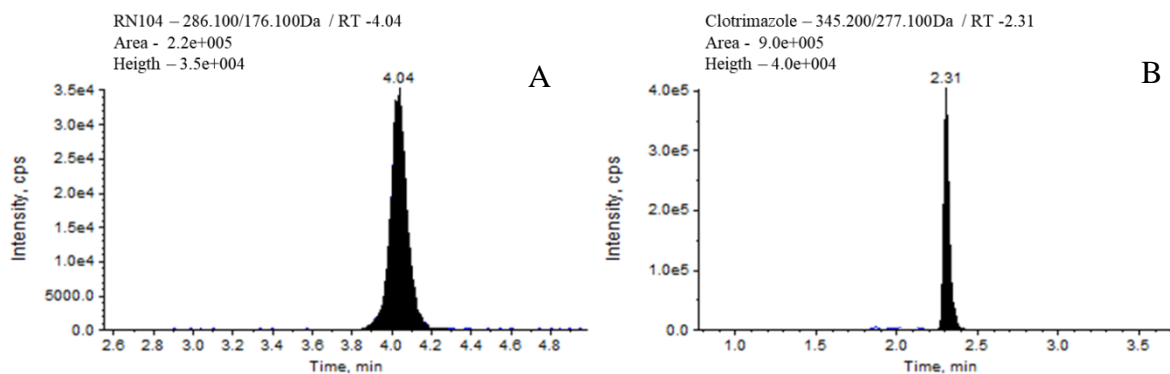 RN104 – 286.100/176.100Da / RT -4.04
Area - 2.2e+005
Heigth – 3.5e+004
A
4.04
3.5e4
3.0e4
2.5e4
2.0e4
1.5e4
1.0e4
5000.0
0.0
Intensity, cps
2.6 2.8 3.0 3.2 3.4 3.6 3.8 4.0 4.2 4.4 4.6 4.8
Time, min
Clotrimazole – 345.200/277.100Da / RT -2.31
Area - 9.0e+005
Heigth – 4.0e+004
B
2.31
4.0e5
3.0e5
2.0e5
1.0e5
0.0
Intensity, cps
1.0 1.5 2.0 2.5 3.0 3.5
Time, min